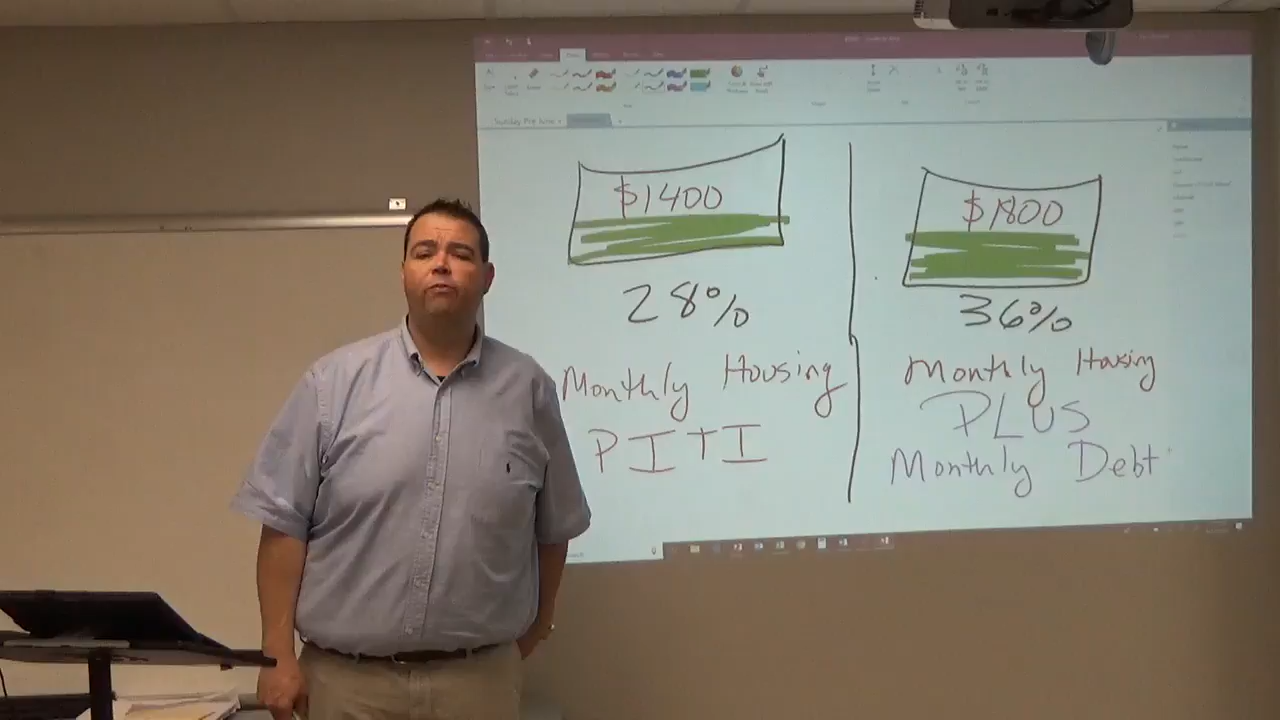 $1400
28%
Monthly Housing
PITI
$1800
36%
Monthly Housing
PLUS
Monthly Debt